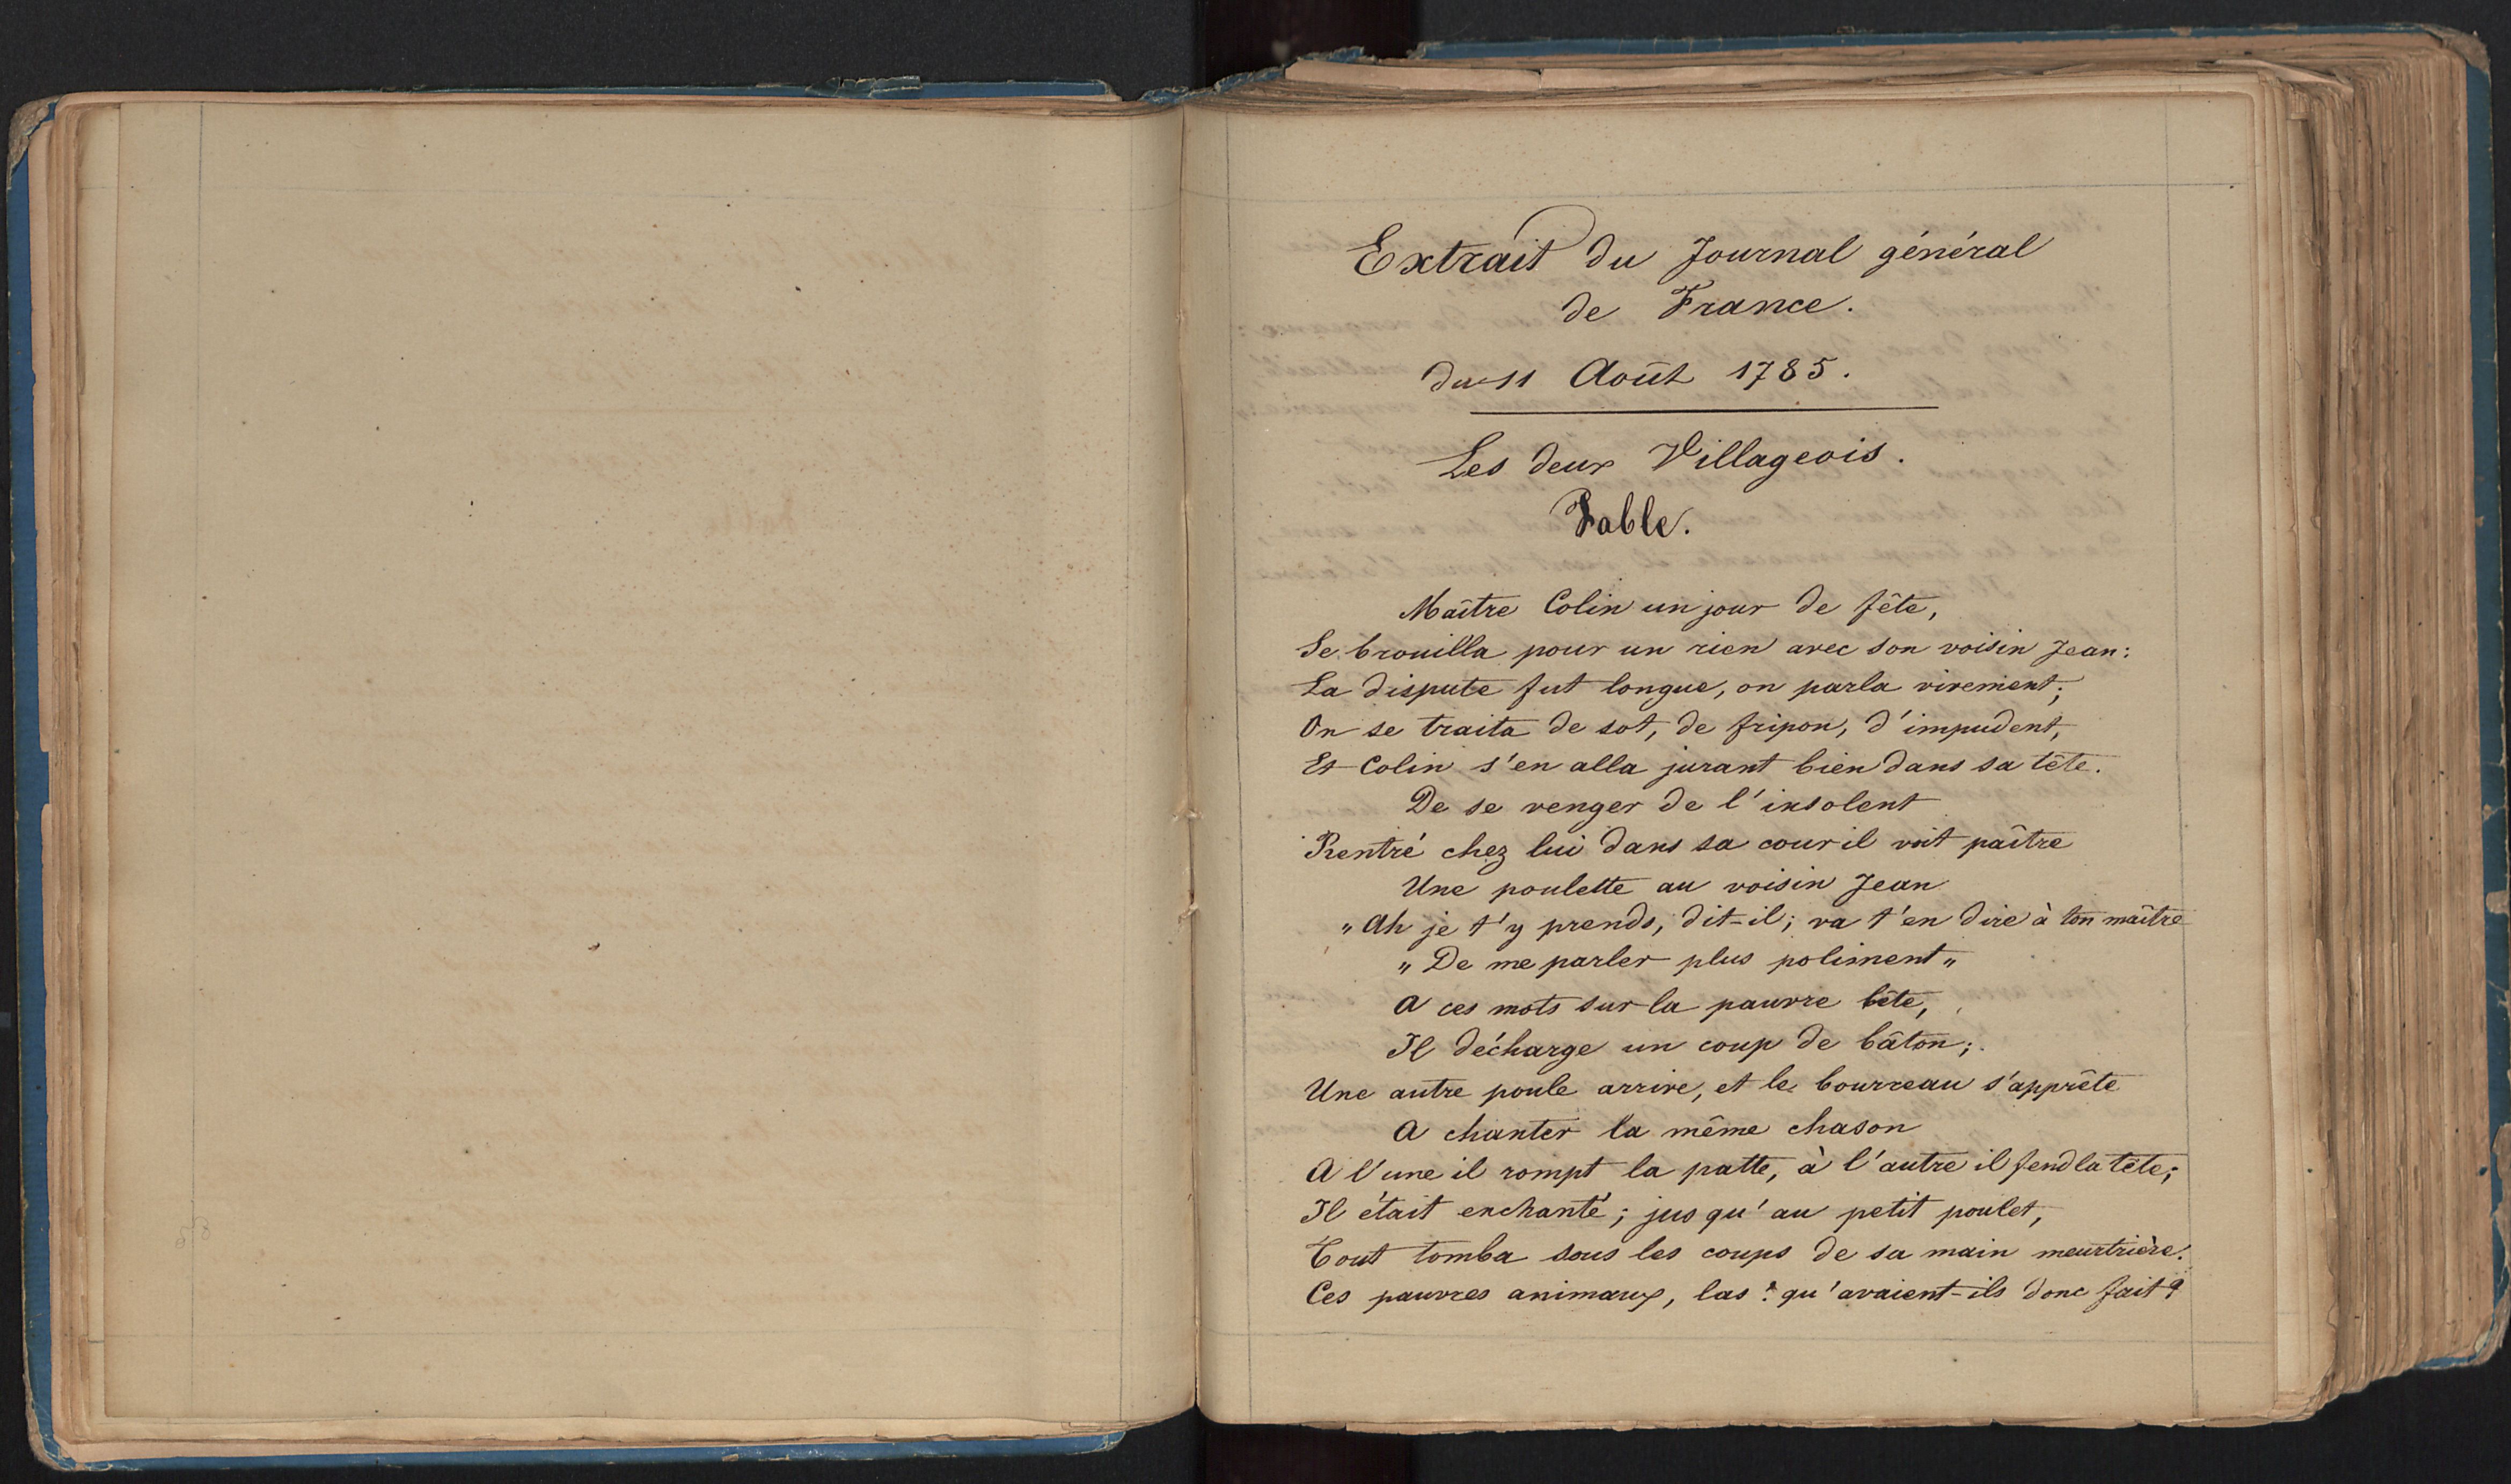 Extrait du Journal général
de France.
du 11 Août 1785.
Les deux Villageois.
Fable.
Maître Colin un jour de fête,
Se brouilla pour un rien avec son voisin Jean:
La dispute fut longue, on parla vivement;
On se traita de sot, de fripon, d'impudent,
Et Colin s'en alla jurant bien dans sa tête.
De se venger de l'insolent
Rentré chez lui dans sa cour il voit paître
Une poulette au voisin Jean
"Ah je t'y prends, dit-il; va t'en dire à ton maître
"De me parler plus poliment"
A ces mots sur la pauvre bête,
Il décharge un coup de bâton;
Une autre poule arrive, et le bourreau s'apprête
A chanter la même chason
A l'une il rompt la patte, à l'autre il fend la tête;
Il était enchanté; jusqu'au petit poulet,
Tout tomba sous les coups de sa main meurtrière.
Ces pauvres animaux, las! qu'avaient-ils donc fait?